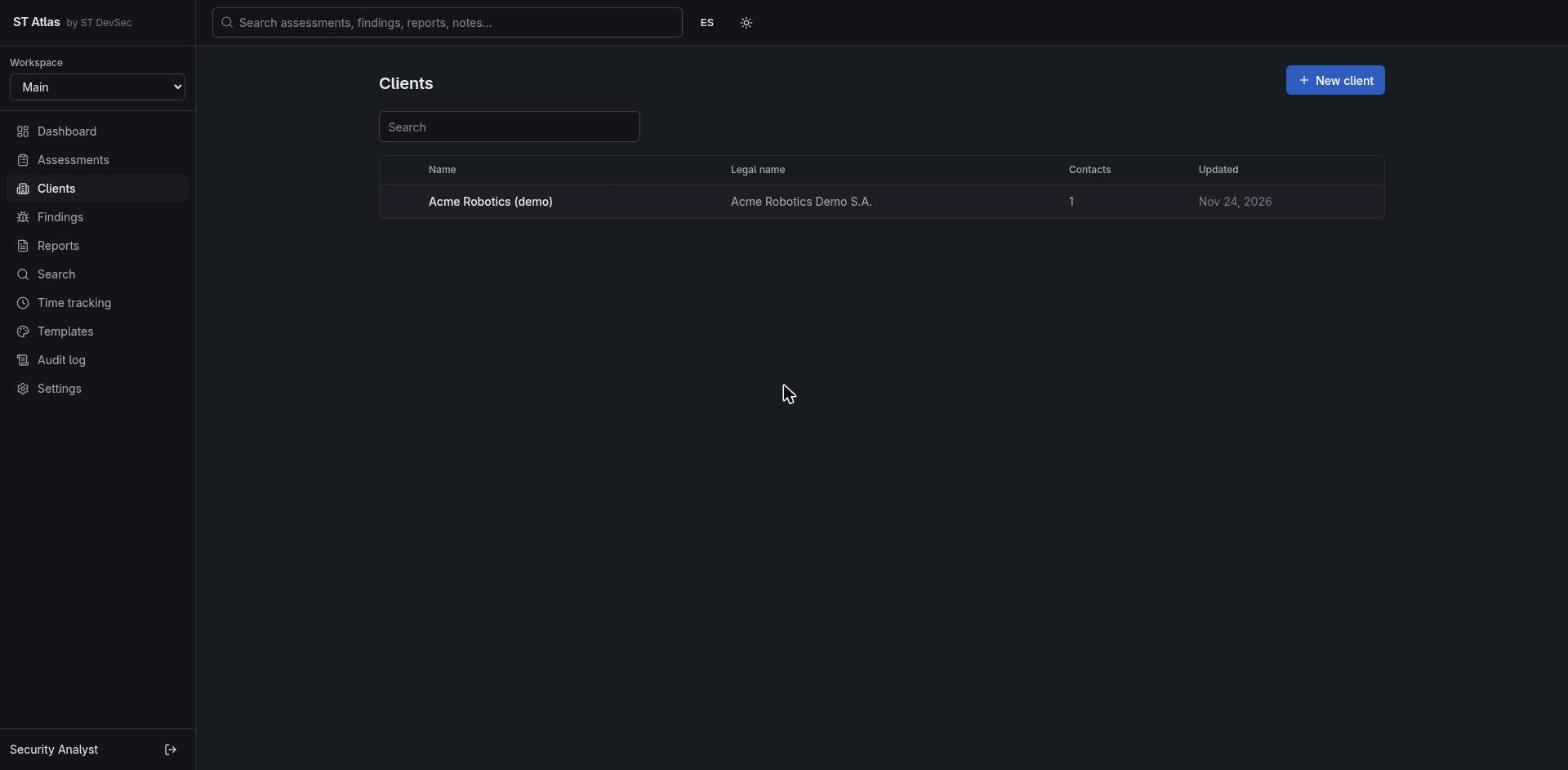 ST Atlas by ST DevSec
Search assessments, findings, reports, notes...
ES
Workspace
Main
Dashboard
Assessments
Clients
Findings
Reports
Search
Time tracking
Templates
Audit log
Settings
Security Analyst
Clients
New client
Search
Name Legal name Contacts Updated
Acme Robotics (demo) Acme Robotics Demo S.A. 1 Nov 24, 2026